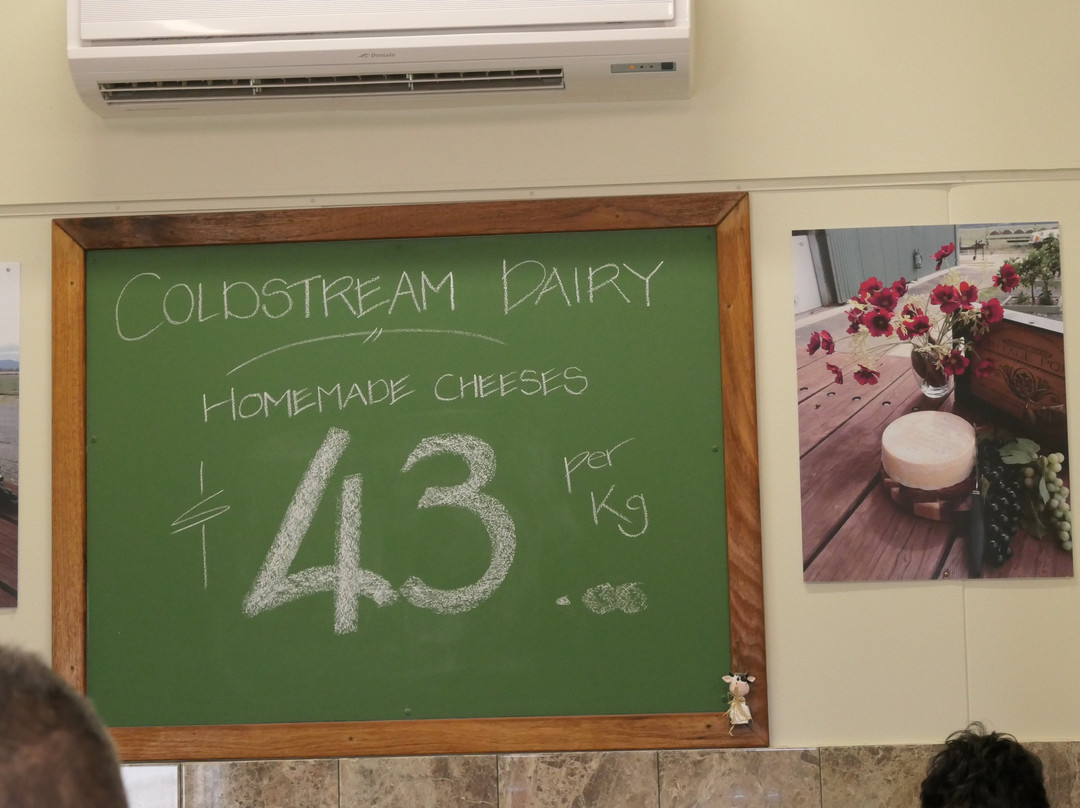 COLDSTREAM DAIRY
HOMEMADE CHEESES
$ 43 per
Kg
.00